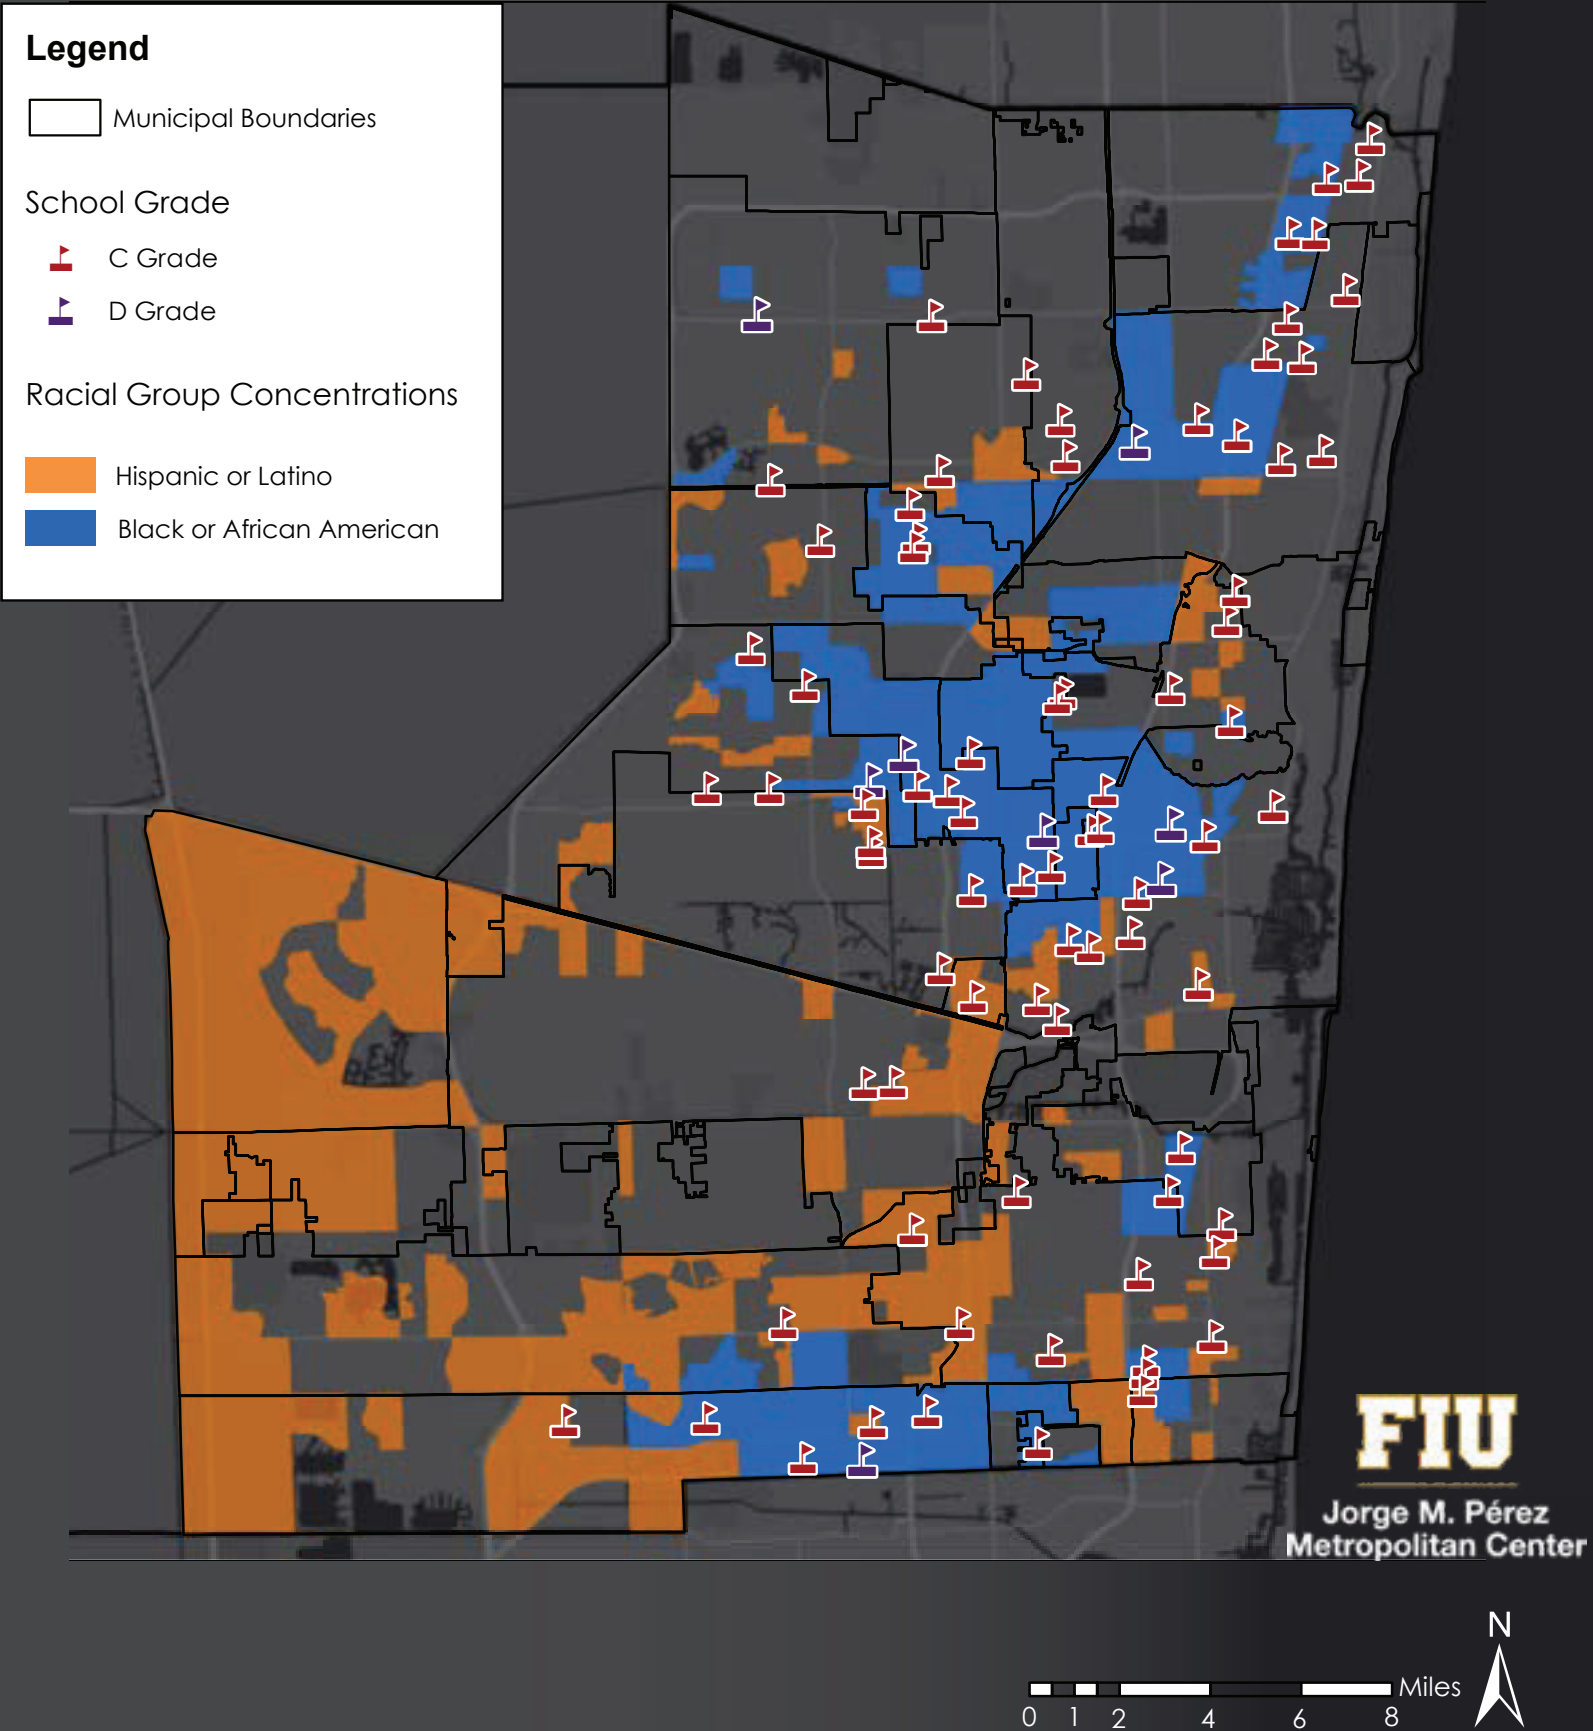 Legend
Municipal Boundaries
School Grade
C Grade
D Grade
Racial Group Concentrations
Hispanic or Latino
Black or African American
FIU
Jorge M. Pérez
Metropolitan Center
N
Miles
0 1 2 4 6 8